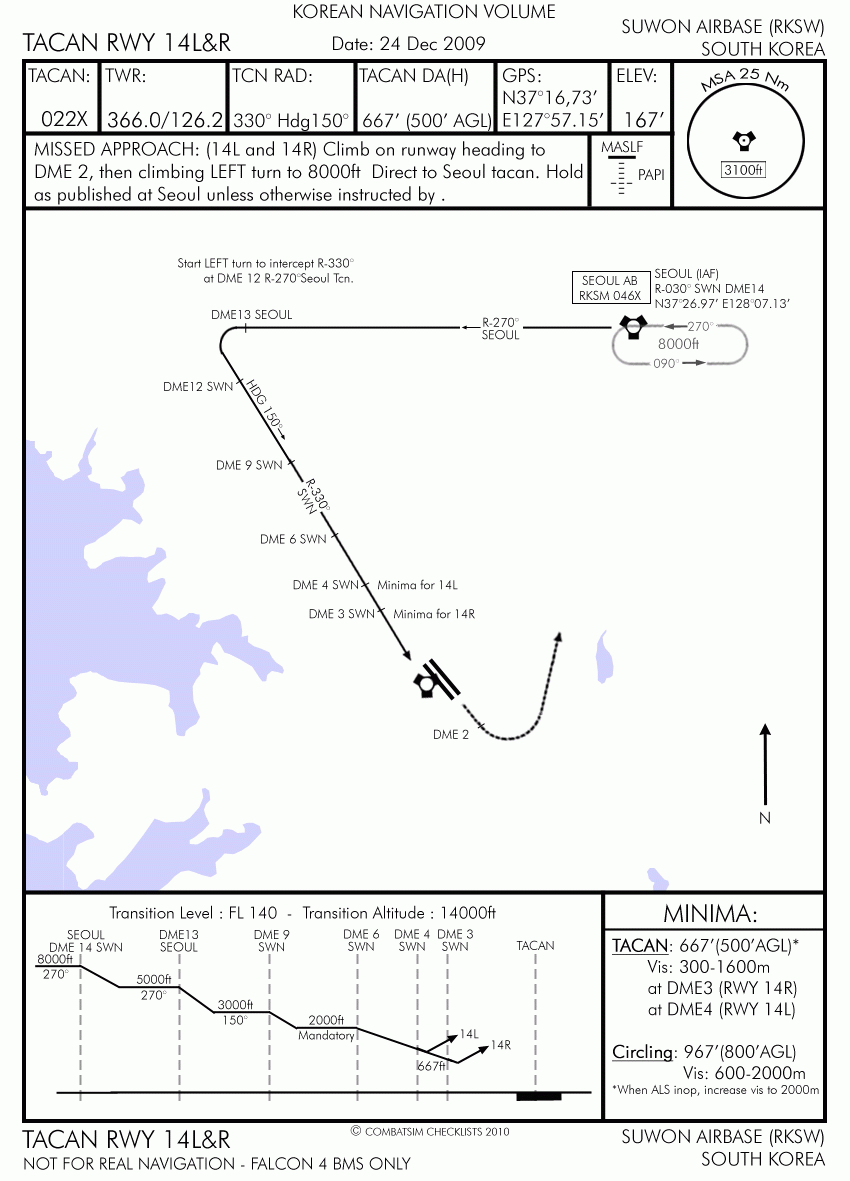 KOREAN NAVIGATION VOLUME
TACAN RWY 14L&R
Date: 24 Dec 2009
SUWON AIRBASE (RKSW)
SOUTH KOREA
TACAN:
022X
TWR:
366.0/126.2
TCN RAD:
330° Hdg150°
TACAN DA(H)
667' (500' AGL)
GPS:
N37°16,73'
E127°57.15'
ELEV:
167'
MSA 25 Nm
3100ft
MISSED APPROACH: (14L and 14R) Climb on runway heading to
DME 2, then climbing LEFT turn to 8000ft Direct to Seoul tacan. Hold
as published at Seoul unless otherwise instructed by .
MASLF
PAPI
Start LEFT turn to intercept R-330°
at DME 12 R-270°Seoul Tcn.
SEOUL AB
RKSM 046X
SEOUL (IAF)
R-030° SWN DME14
N37°26.97' E128°07.13'
DME13 SEOUL
R-270°
SEOUL
270°
8000ft
090°
DME12 SWN
HDG 150°
DME 9 SWN
R-330°
SWN
DME 6 SWN
DME 4 SWN
Minima for 14L
DME 3 SWN
Minima for 14R
DME 2
N
Transition Level : FL 140 - Transition Altitude : 14000ft
SEOUL
DME 14 SWN
DME13
SEOUL
DME 9
SWN
DME 6
SWN
DME 4
SWN
DME 3
SWN
TACAN
8000ft
270°
5000ft
270°
3000ft
150°
2000ft
Mandatory
14L
14R
667ft
MINIMA:
TACAN: 667'(500'AGL)*
Vis: 300-1600m
at DME3 (RWY 14R)
at DME4 (RWY 14L)
Circling: 967'(800'AGL)
Vis: 600-2000m
*When ALS inop, increase vis to 2000m
TACAN RWY 14L&R
NOT FOR REAL NAVIGATION - FALCON 4 BMS ONLY
© COMBATSIM CHECKLISTS 2010
SUWON AIRBASE (RKSW)
SOUTH KOREA